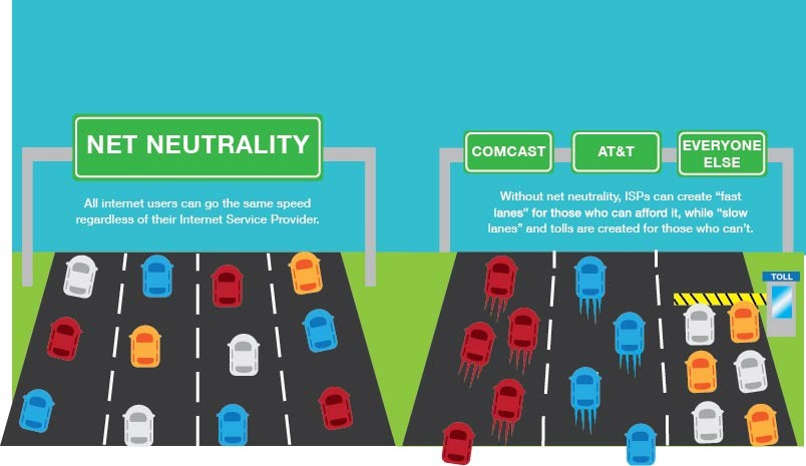 NET NEUTRALITY
All internet users can go the same speed
regardless of their Internet Service Provider.
COMCAST
AT&T
EVERYONE
ELSE
Without net neutrality, ISPs can create “fast
lanes” for those who can afford it, while “slow
lanes” and tolls are created for those who can’t.
TOLL